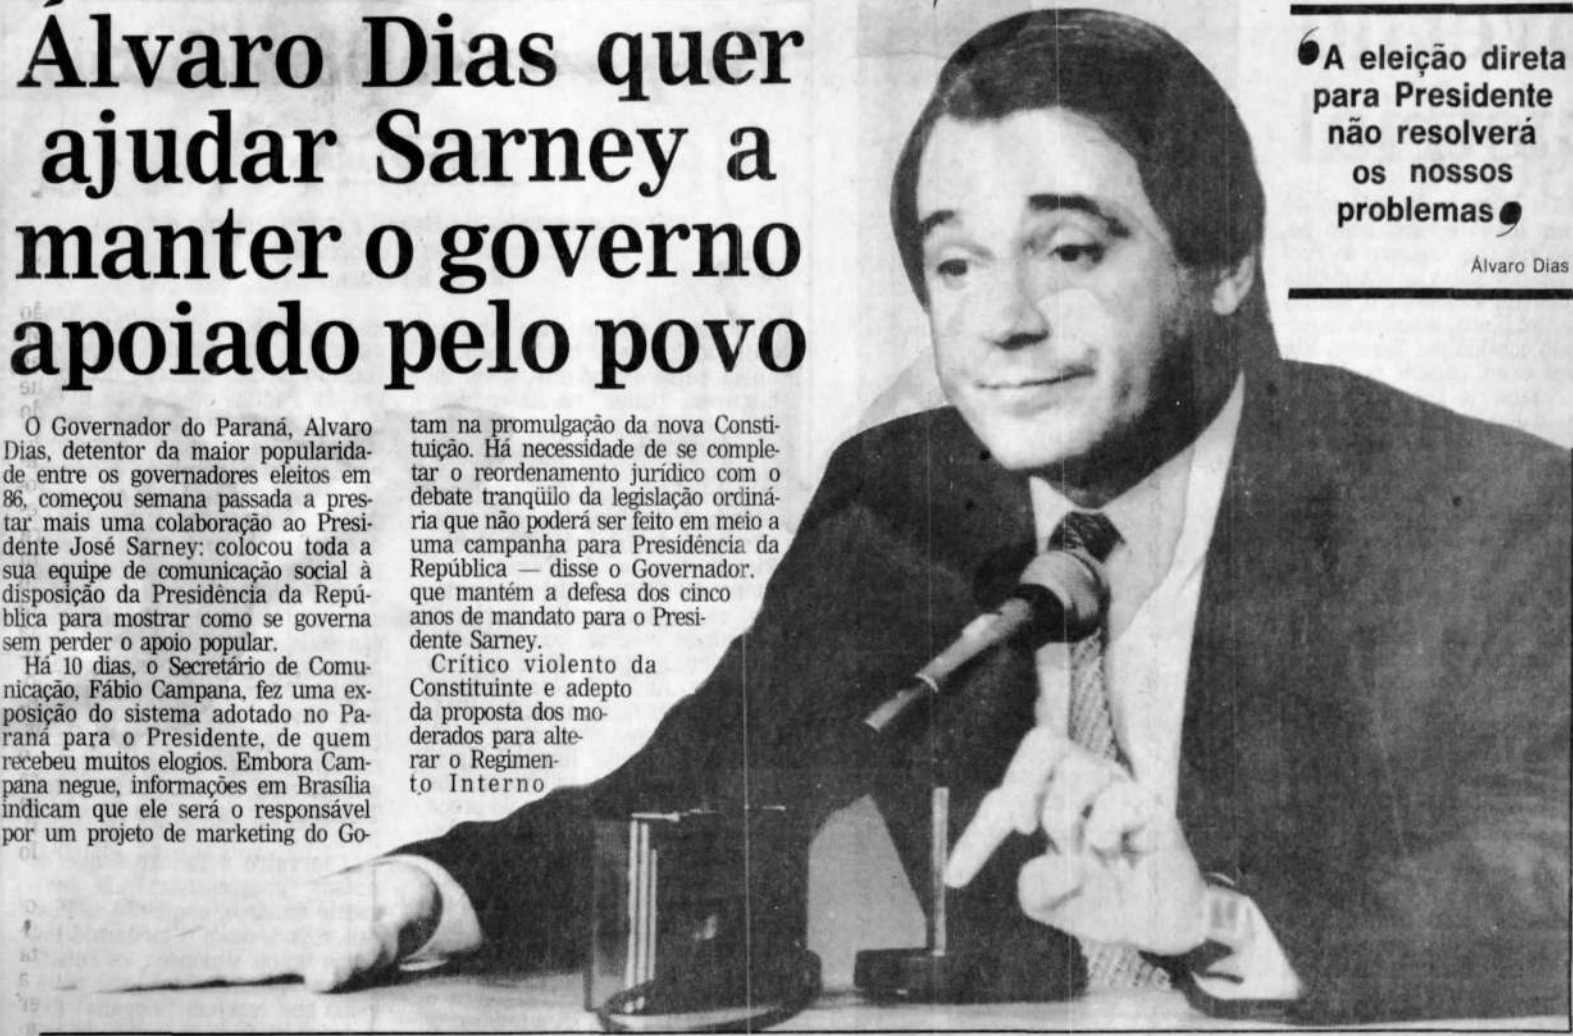 Álvaro Dias quer
ajudar Sarney a
manter o governo
apoiado pelo povo
O Governador do Paraná, Alvaro
Dias, detentor da maior popularida-
de entre os governadores eleitos em
86, começou semana passada a pres-
tar mais uma colaboração ao Presi-
dente José Sarney: colocou toda a
sua equipe de comunicação social à
disposição da Presidência da Repú-
blica para mostrar como se governa
sem perder o apoio popular.
Há 10 dias, o Secretário de Comu-
nicação, Fábio Campana, fez uma ex-
posição do sistema adotado no Pa-
raná para o Presidente, de quem
recebeu muitos elogios. Embora Cam-
pana negue, informações em Brasília
indicam que ele será o responsável
por um projeto de marketing do Go-
tam na promulgação da nova Consti-
tuição. Há necessidade de se comple-
tar o reordenamento jurídico com o
debate tranqüilo da legislação ordiná-
ria que não poderá ser feito em meio a
uma campanha para Presidência da
República — disse o Governador.
que mantém a defesa dos cinco
anos de mandato para o Presi-
dente Sarney.
Crítico violento da
Constituinte e adepto
da proposta dos mo-
derados para alte-
rar o Regimen-
to Interno
❛A eleição direta
para Presidente
não resolverá
os nossos
problemas❜
Álvaro Dias